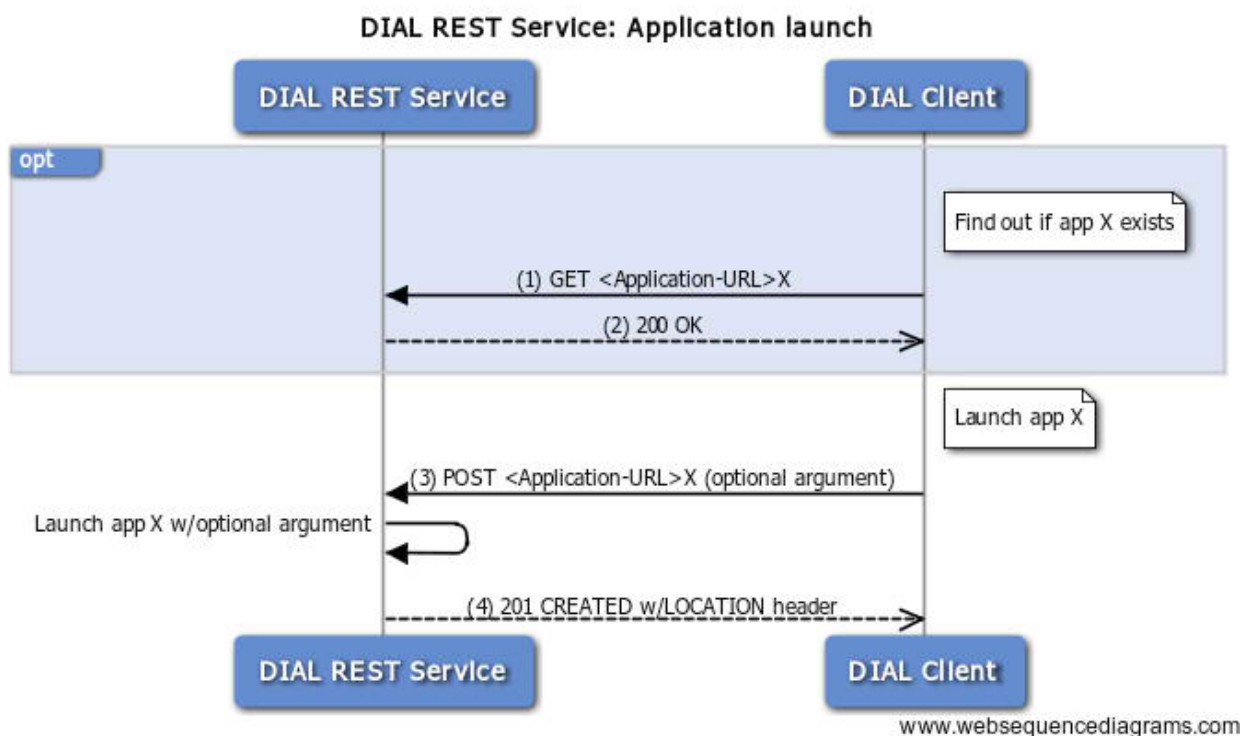 DIAL REST Service: Application launch
DIAL REST Service
DIAL Client
opt
Find out if app X exists
(1) GET <Application-URL>X
(2) 200 OK
Launch app X
(3) POST <Application-URL>X (optional argument)
Launch app X w/optional argument
(4) 201 CREATED w/LOCATION header
DIAL REST Service
DIAL Client
www.websequencediagrams.com